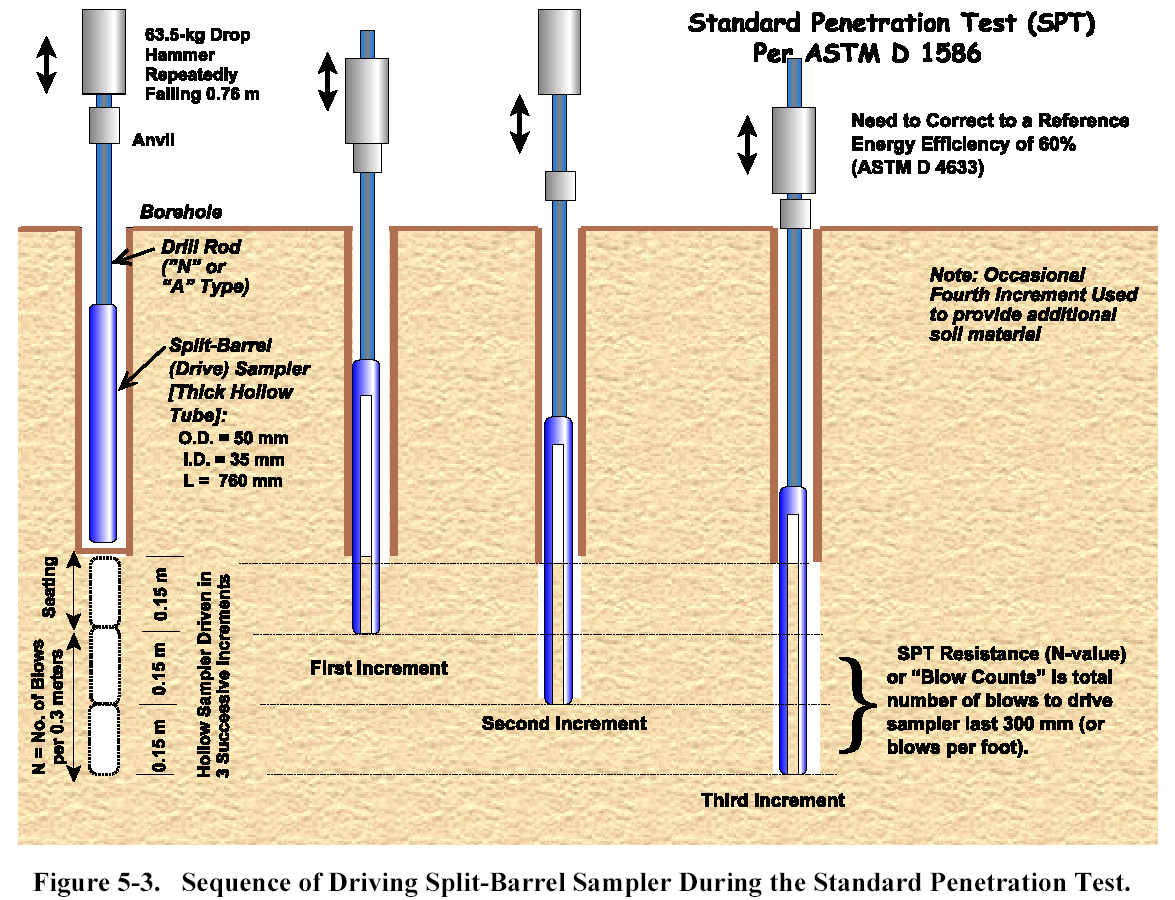 Standard Penetration Test (SPT)
Per ASTM D 1586
63.5-kg Drop
Hammer
Repeatedly
Falling 0.76 m
Anvil
Need to Correct to a Reference
Energy Efficiency of 60%
(ASTM D 4633)
Borehole
Drill Rod
("N" or
"A" Type)
Note: Occasional
Fourth Increment Used
to provide additional
soil material
Split-Barrel
(Drive) Sampler
[Thick Hollow
Tube]:
O.D. = 50 mm
I.D. = 35 mm
L = 760 mm
Seating
N = No. of Blows
per 0.3 meters
0.15 m
0.15 m
0.15 m
Hollow Sampler Driven in
3 Successive Increments
First Increment
Second Increment
Third Increment
SPT Resistance (N-value)
or "Blow Counts" is total
number of blows to drive
sampler last 300 mm (or
blows per foot).
Figure 5-3. Sequence of Driving Split-Barrel Sampler During the Standard Penetration Test.